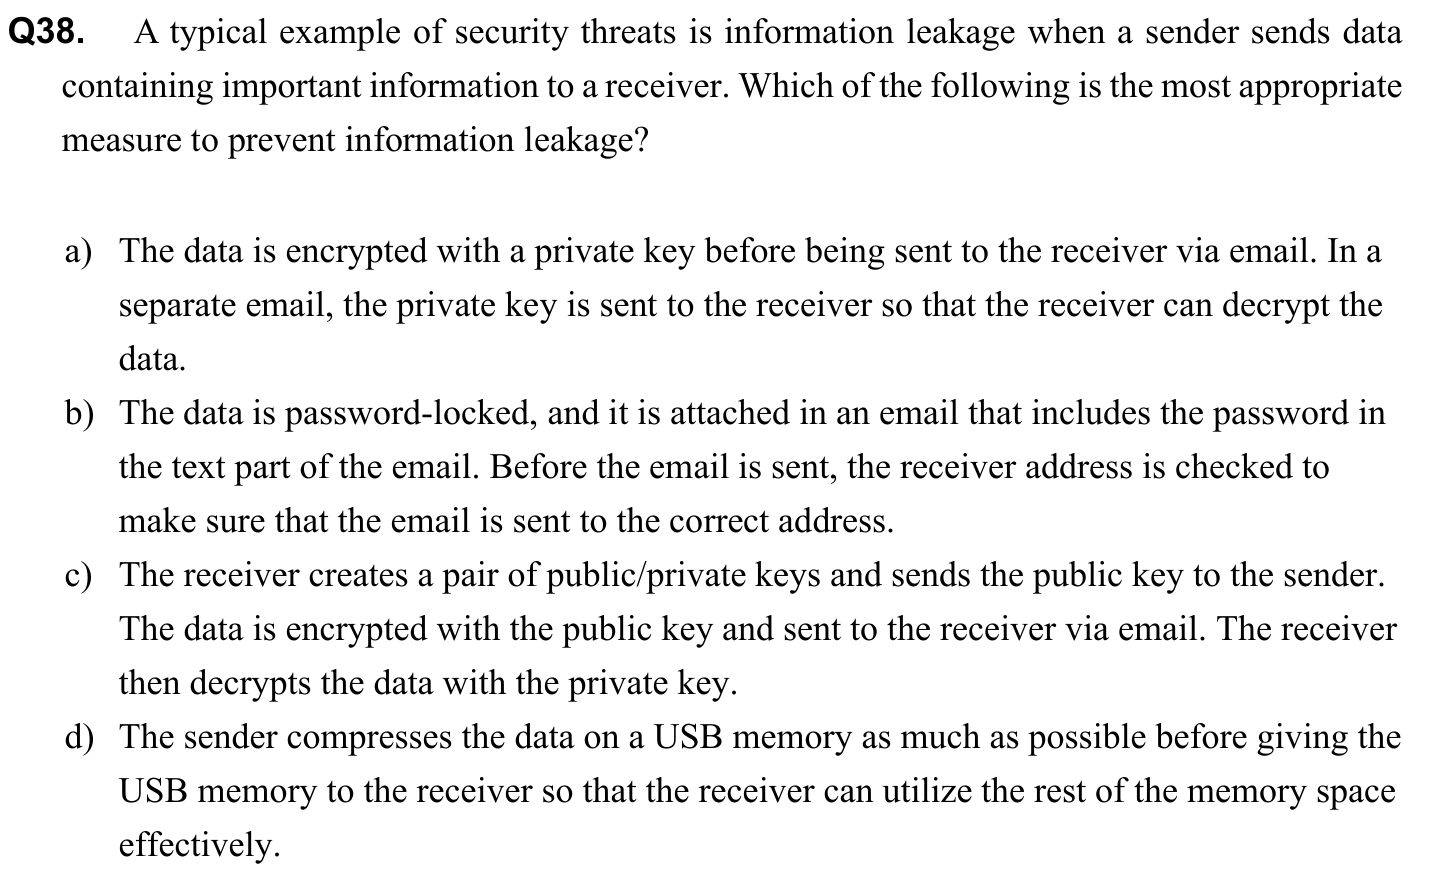 Q38. A typical example of security threats is information leakage when a sender sends data
containing important information to a receiver. Which of the following is the most appropriate
measure to prevent information leakage?
a) The data is encrypted with a private key before being sent to the receiver via email. In a
separate email, the private key is sent to the receiver so that the receiver can decrypt the
data.
b) The data is password-locked, and it is attached in an email that includes the password in
the text part of the email. Before the email is sent, the receiver address is checked to
make sure that the email is sent to the correct address.
c) The receiver creates a pair of public/private keys and sends the public key to the sender.
The data is encrypted with the public key and sent to the receiver via email. The receiver
then decrypts the data with the private key.
d) The sender compresses the data on a USB memory as much as possible before giving the
USB memory to the receiver so that the receiver can utilize the rest of the memory space
effectively.